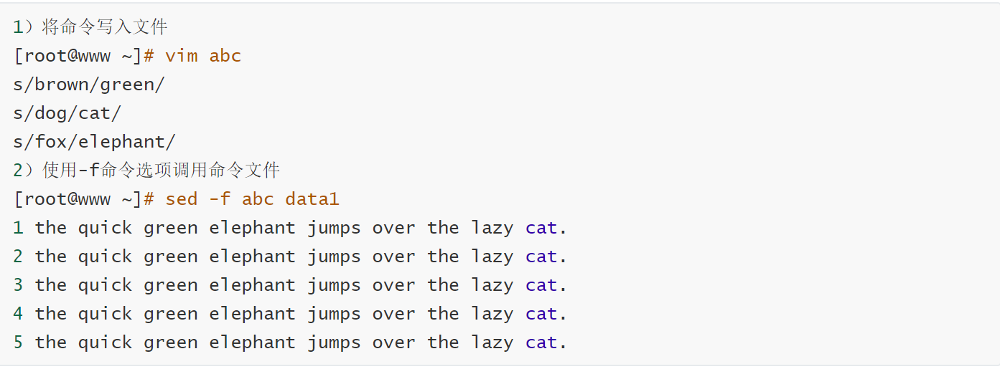 1）将命令写入文件
[root@www ~]# vim abc
s/brown/green/
s/dog/cat/
s/fox/elephant/
2）使用-f命令选项调用命令文件
[root@www ~]# sed -f abc data1
1 the quick green elephant jumps over the lazy cat.
2 the quick green elephant jumps over the lazy cat.
3 the quick green elephant jumps over the lazy cat.
4 the quick green elephant jumps over the lazy cat.
5 the quick green elephant jumps over the lazy cat.